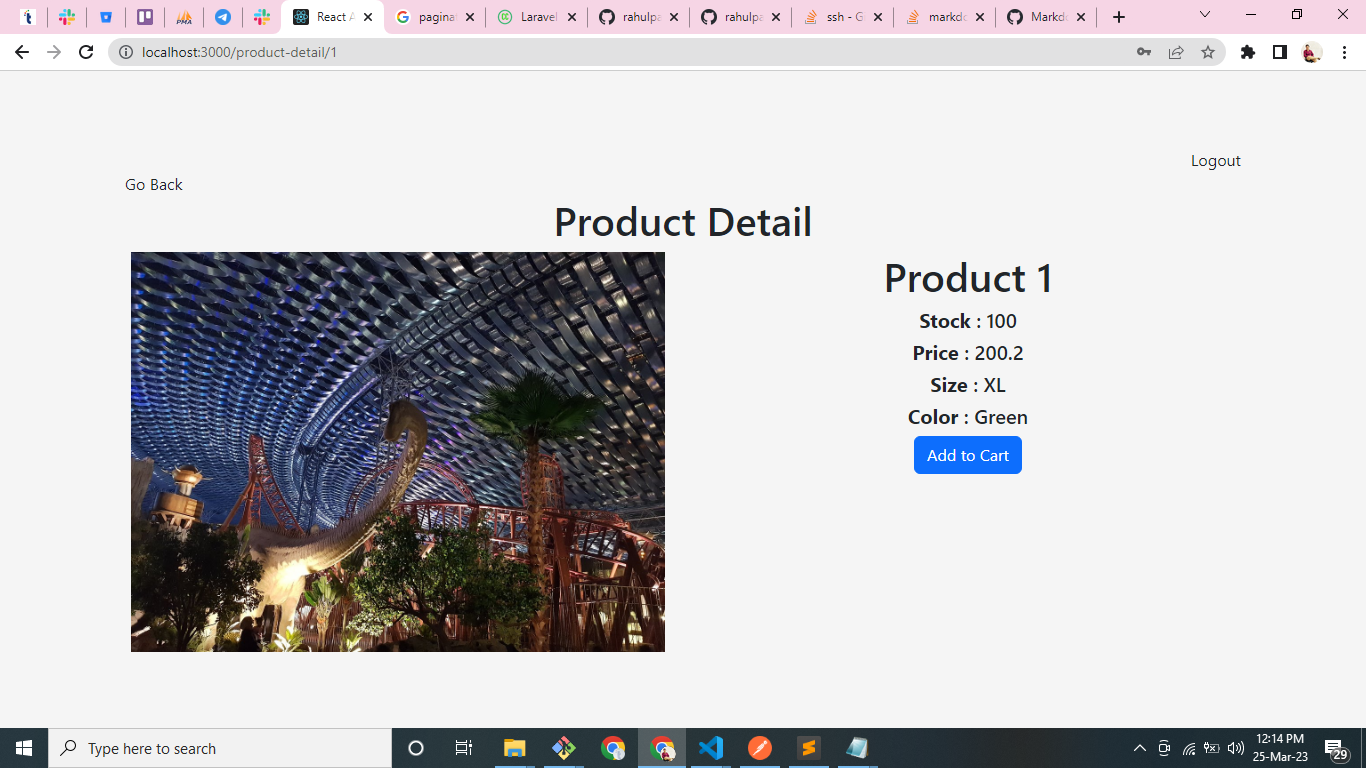 React A
pagina
Laravel
rahulpa
rahulpa
ssh - G
markdo
Markdo
localhost:3000/product-detail/1
Logout
Go Back
Product Detail
Product 1
Stock : 100
Price : 200.2
Size : XL
Color : Green
Add to Cart
Type here to search
12:14 PM
25-Mar-23
29